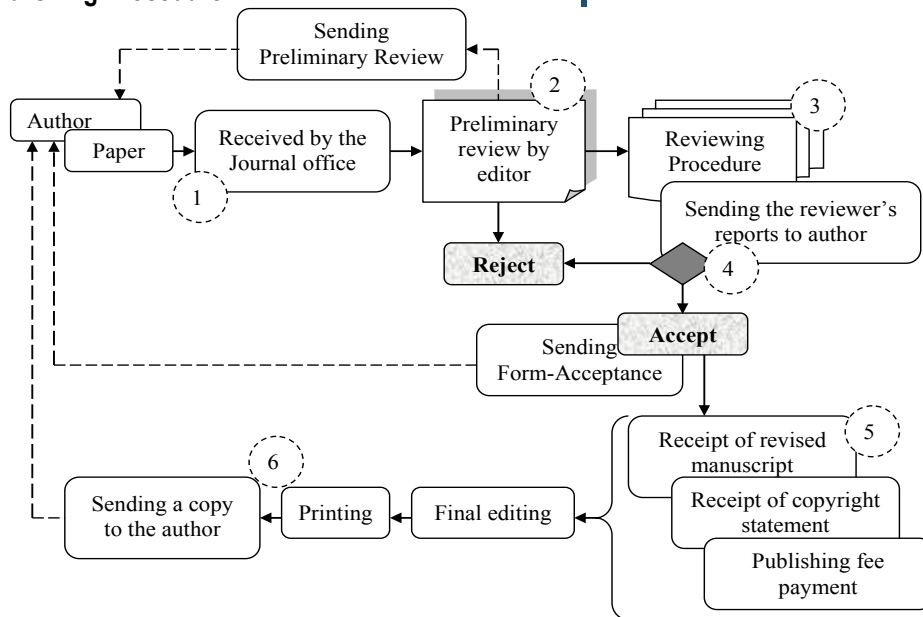 Sending
Preliminary Review
2
3
Author
Paper
Received by the
Journal office
1
Preliminary
review by
editor
Reviewing
Procedure
Sending the reviewer's
reports to author
4
Reject
Accept
Sending
Form-Acceptance
Receipt of revised
manuscript
5
Receipt of copyright
statement
Publishing fee
payment
Final editing
Printing
6
Sending a copy
to the author